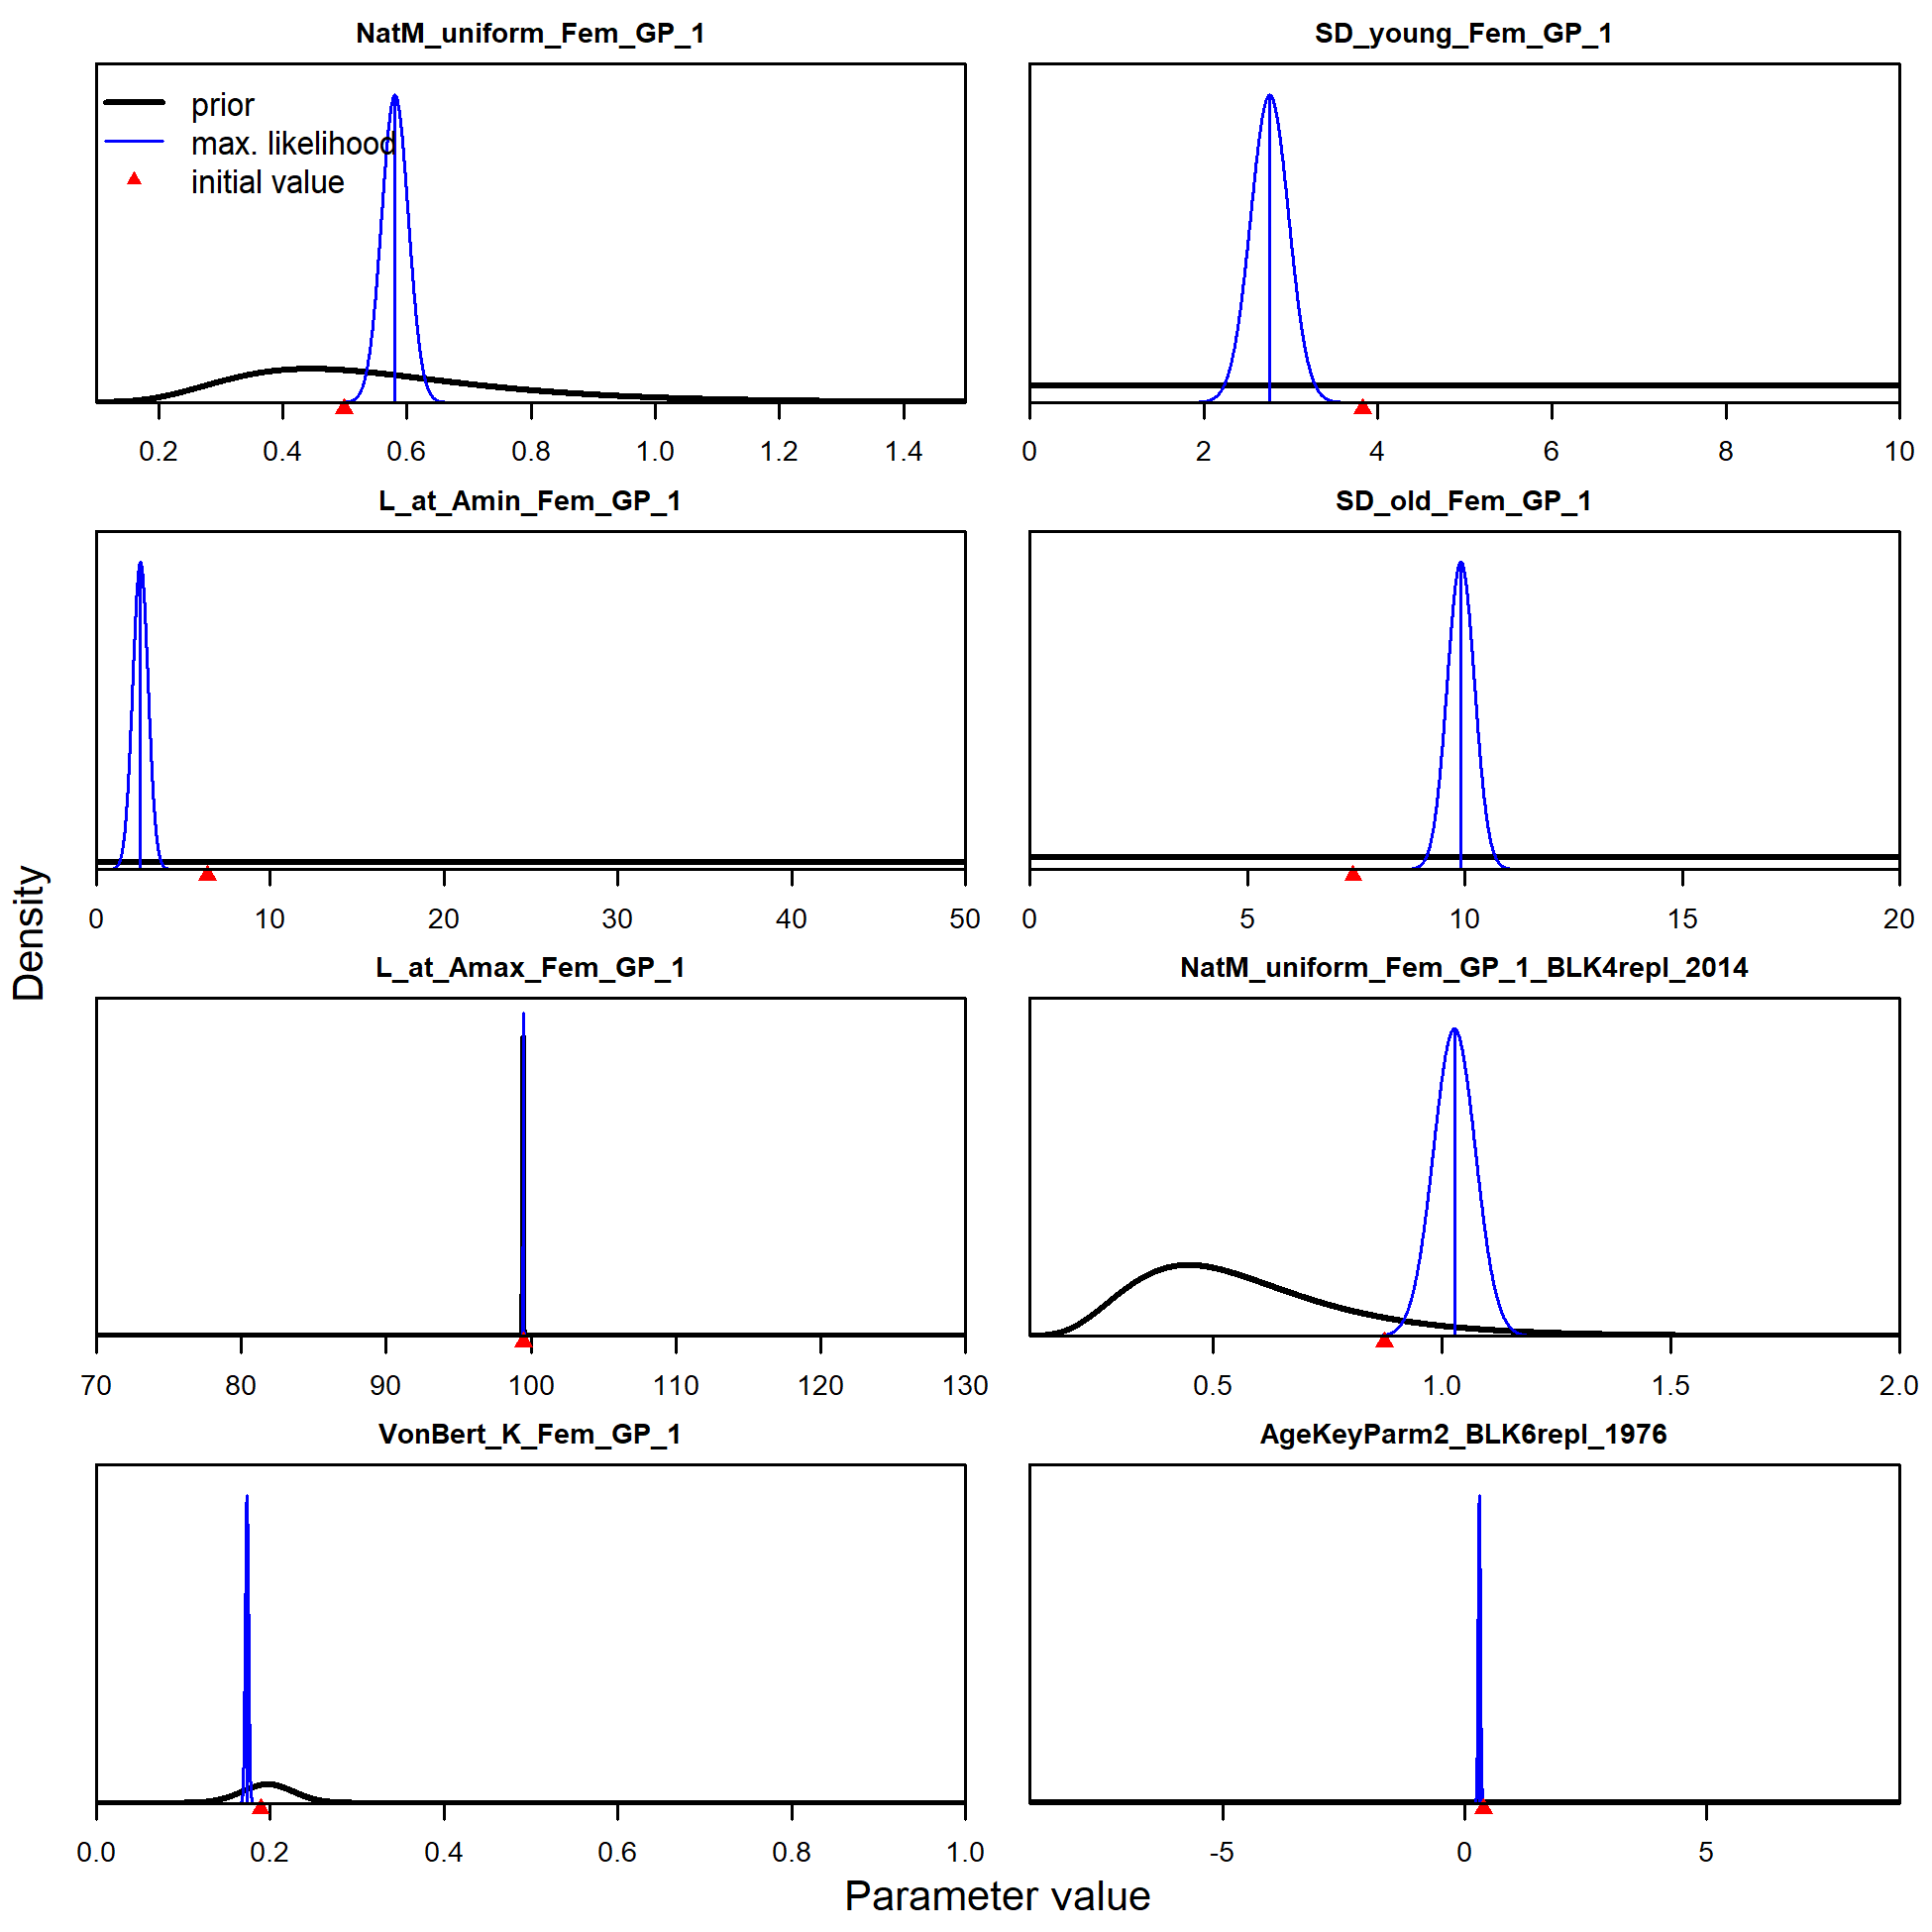 NatM_uniform_Fem_GP_1
prior
max. likelihood
initial value
0.2 0.4 0.6 0.8 1.0 1.2 1.4
SD_young_Fem_GP_1
0 2 4 6 8 10
L_at_Amin_Fem_GP_1
0 10 20 30 40 50
SD_old_Fem_GP_1
0 5 10 15 20
L_at_Amax_Fem_GP_1
70 80 90 100 110 120 130
NatM_uniform_Fem_GP_1_BLK4repl_2014
0.5 1.0 1.5 2.0
VonBert_K_Fem_GP_1
0.0 0.2 0.4 0.6 0.8 1.0
AgeKeyParm2_BLK6repl_1976
-5 0 5
Density
Parameter value